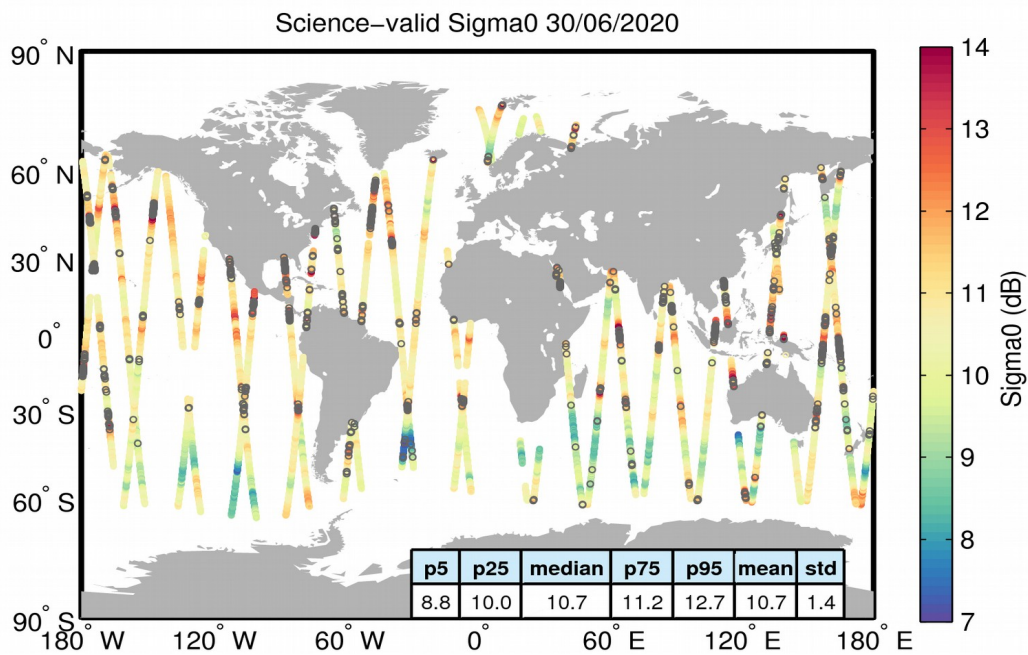 Science−valid Sigma0 30/06/2020
90° N
60° N
30° N
0°
30° S
60° S
90° S
180° W
120° W
60° W
0°
60° E
120° E
180° E
p5 p25 median p75 p95 mean std
8.8 10.0 10.7 11.2 12.7 10.7 1.4
14
13
12
11
10
9
8
7
Sigma0 (dB)